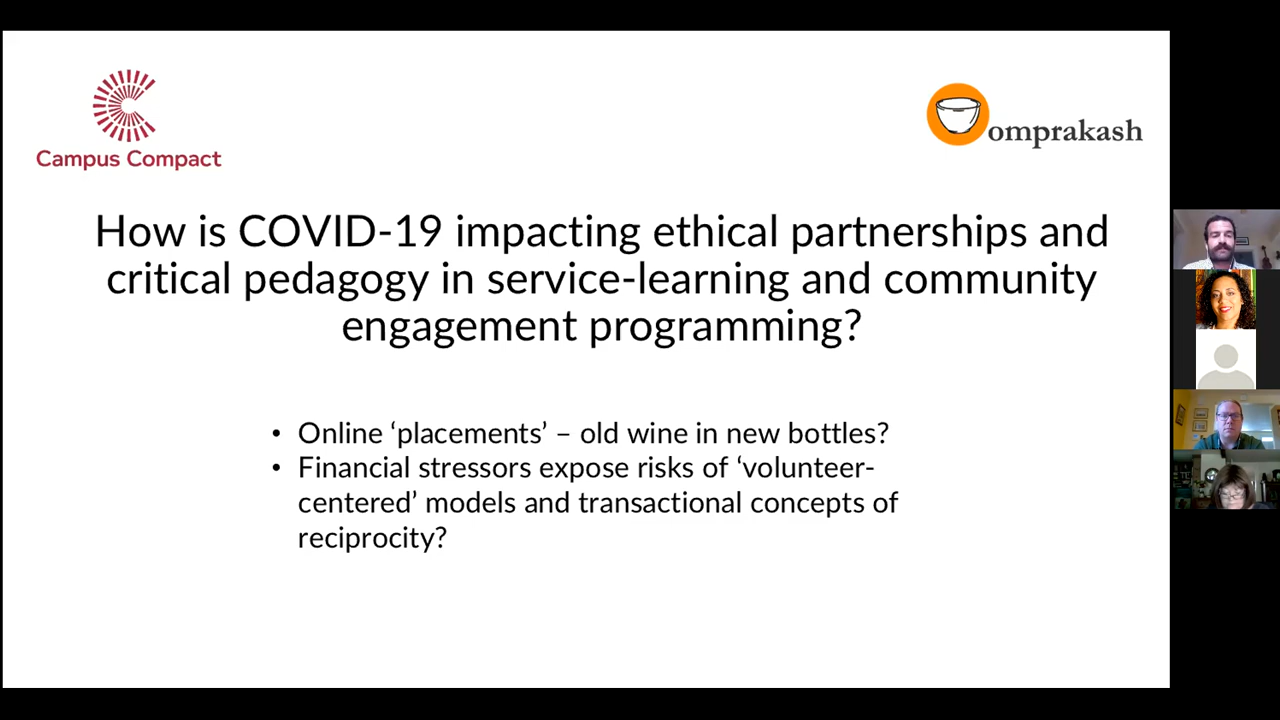 Campus Compact
omprakash
How is COVID-19 impacting ethical partnerships and
critical pedagogy in service-learning and community
engagement programming?
• Online ‘placements’ – old wine in new bottles?
• Financial stressors expose risks of ‘volunteer-
centered’ models and transactional concepts of
reciprocity?